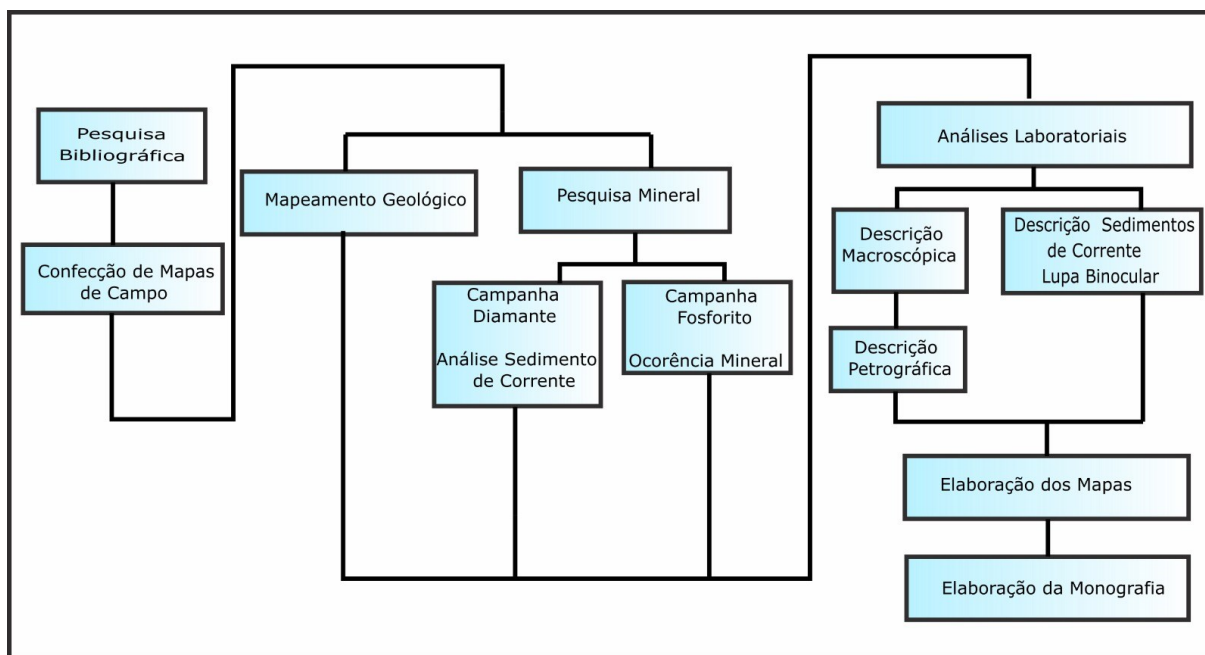 Pesquisa
Bibliográfica
Confecção de Mapas
de Campo
Mapeamento Geológico
Pesquisa Mineral
Campanha
Diamante
Análise Sedimento
de Corrente
Campanha
Fosforito
Ocorência Mineral
Análises Laboratoriais
Descrição
Macroscópica
Descrição Sedimentos
de Corrente
Lupa Binocular
Descrição
Petrográfica
Elaboração dos Mapas
Elaboração da Monografia